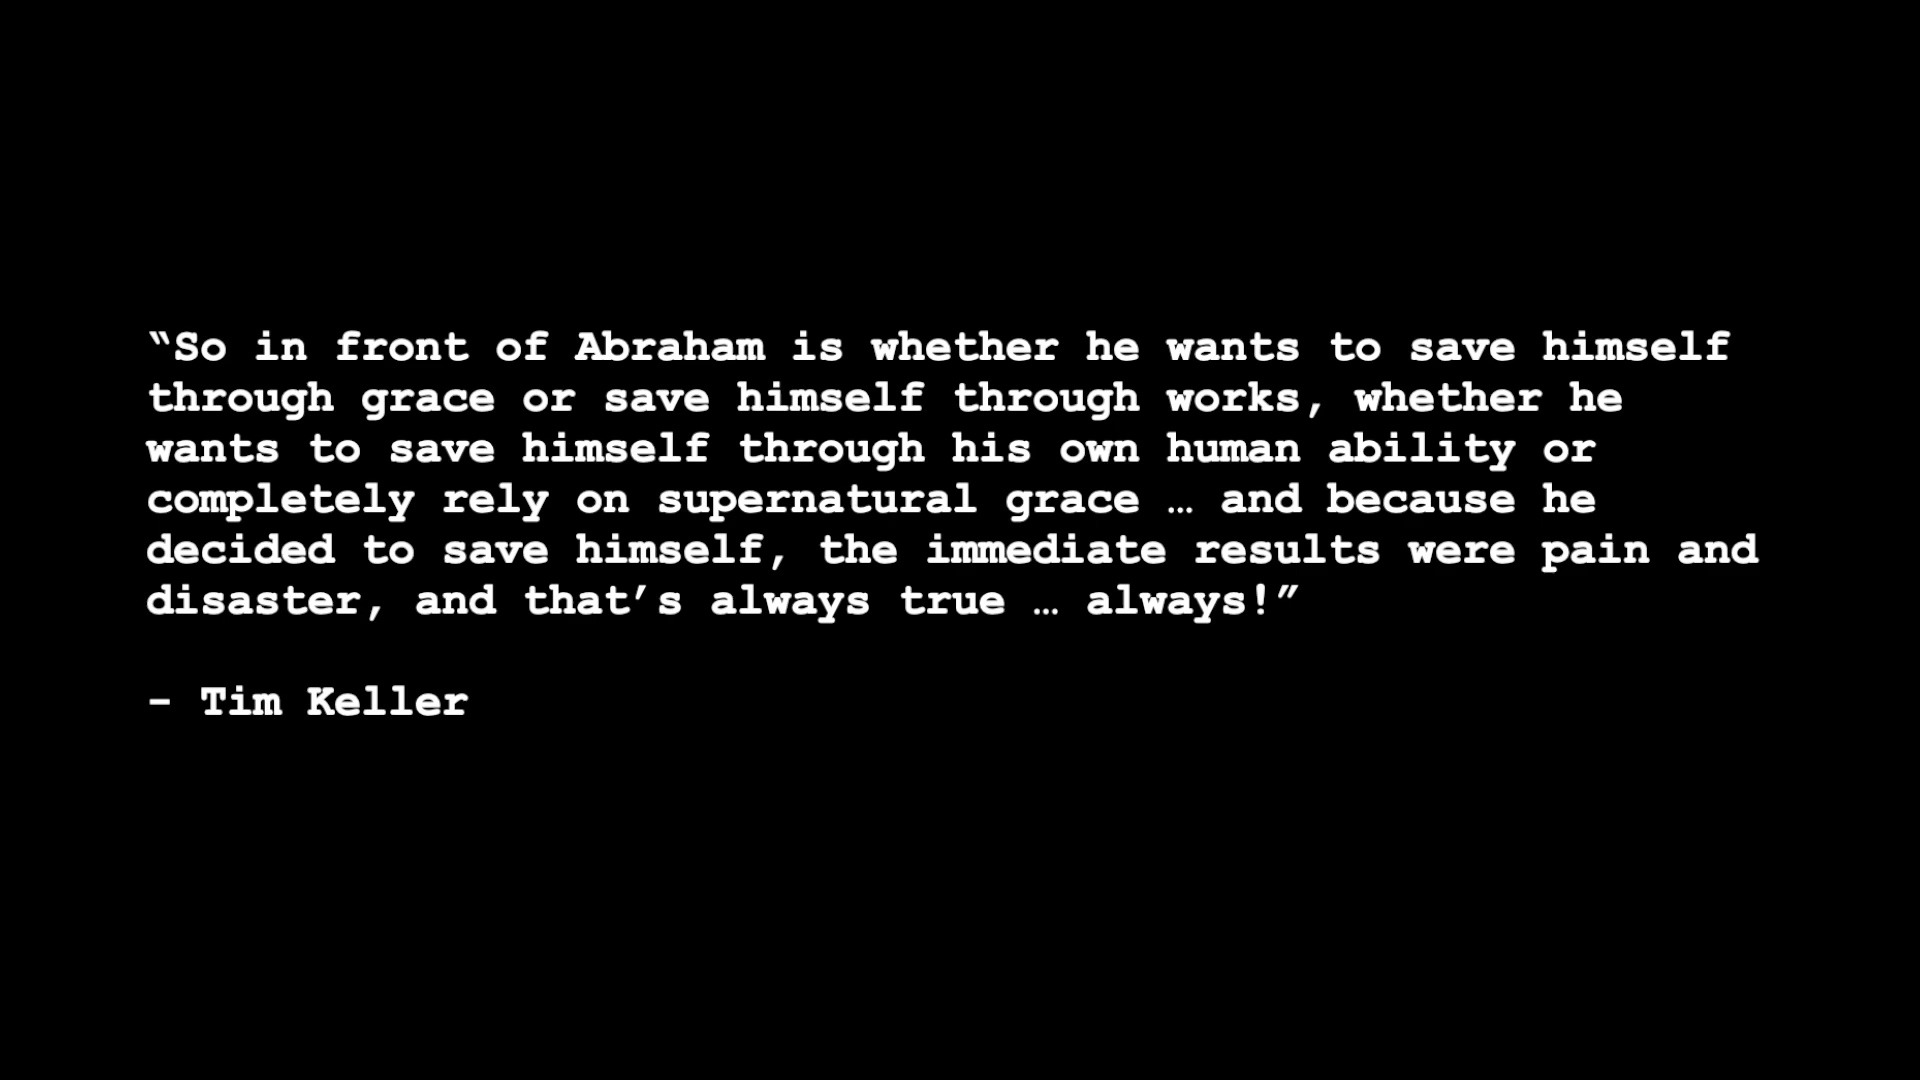 “So in front of Abraham is whether he wants to save himself
through grace or save himself through works, whether he
wants to save himself through his own human ability or
completely rely on supernatural grace … and because he
decided to save himself, the immediate results were pain and
disaster, and that’s always true … always!”
- Tim Keller